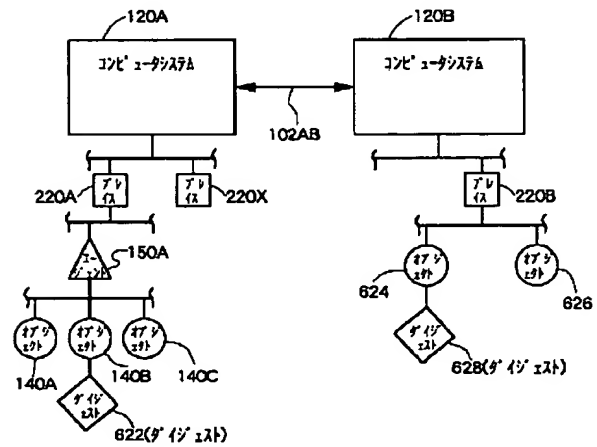 120A
120B
コンピュータシステム
コンピュータシステム
102AB
220A
プレ
イス
プレ
イス
220X
プレ
イス
220B
エー
ジェント
150A
オブジ
ェクト
オブジ
ェクト
624
626
オブジ
ェクト
オブジ
ェクト
オブジ
ェクト
140A
140B
140C
ダイジ
ェスト
628(ダイジェスト)
ダイジ
ェスト
622(ダイジェスト)